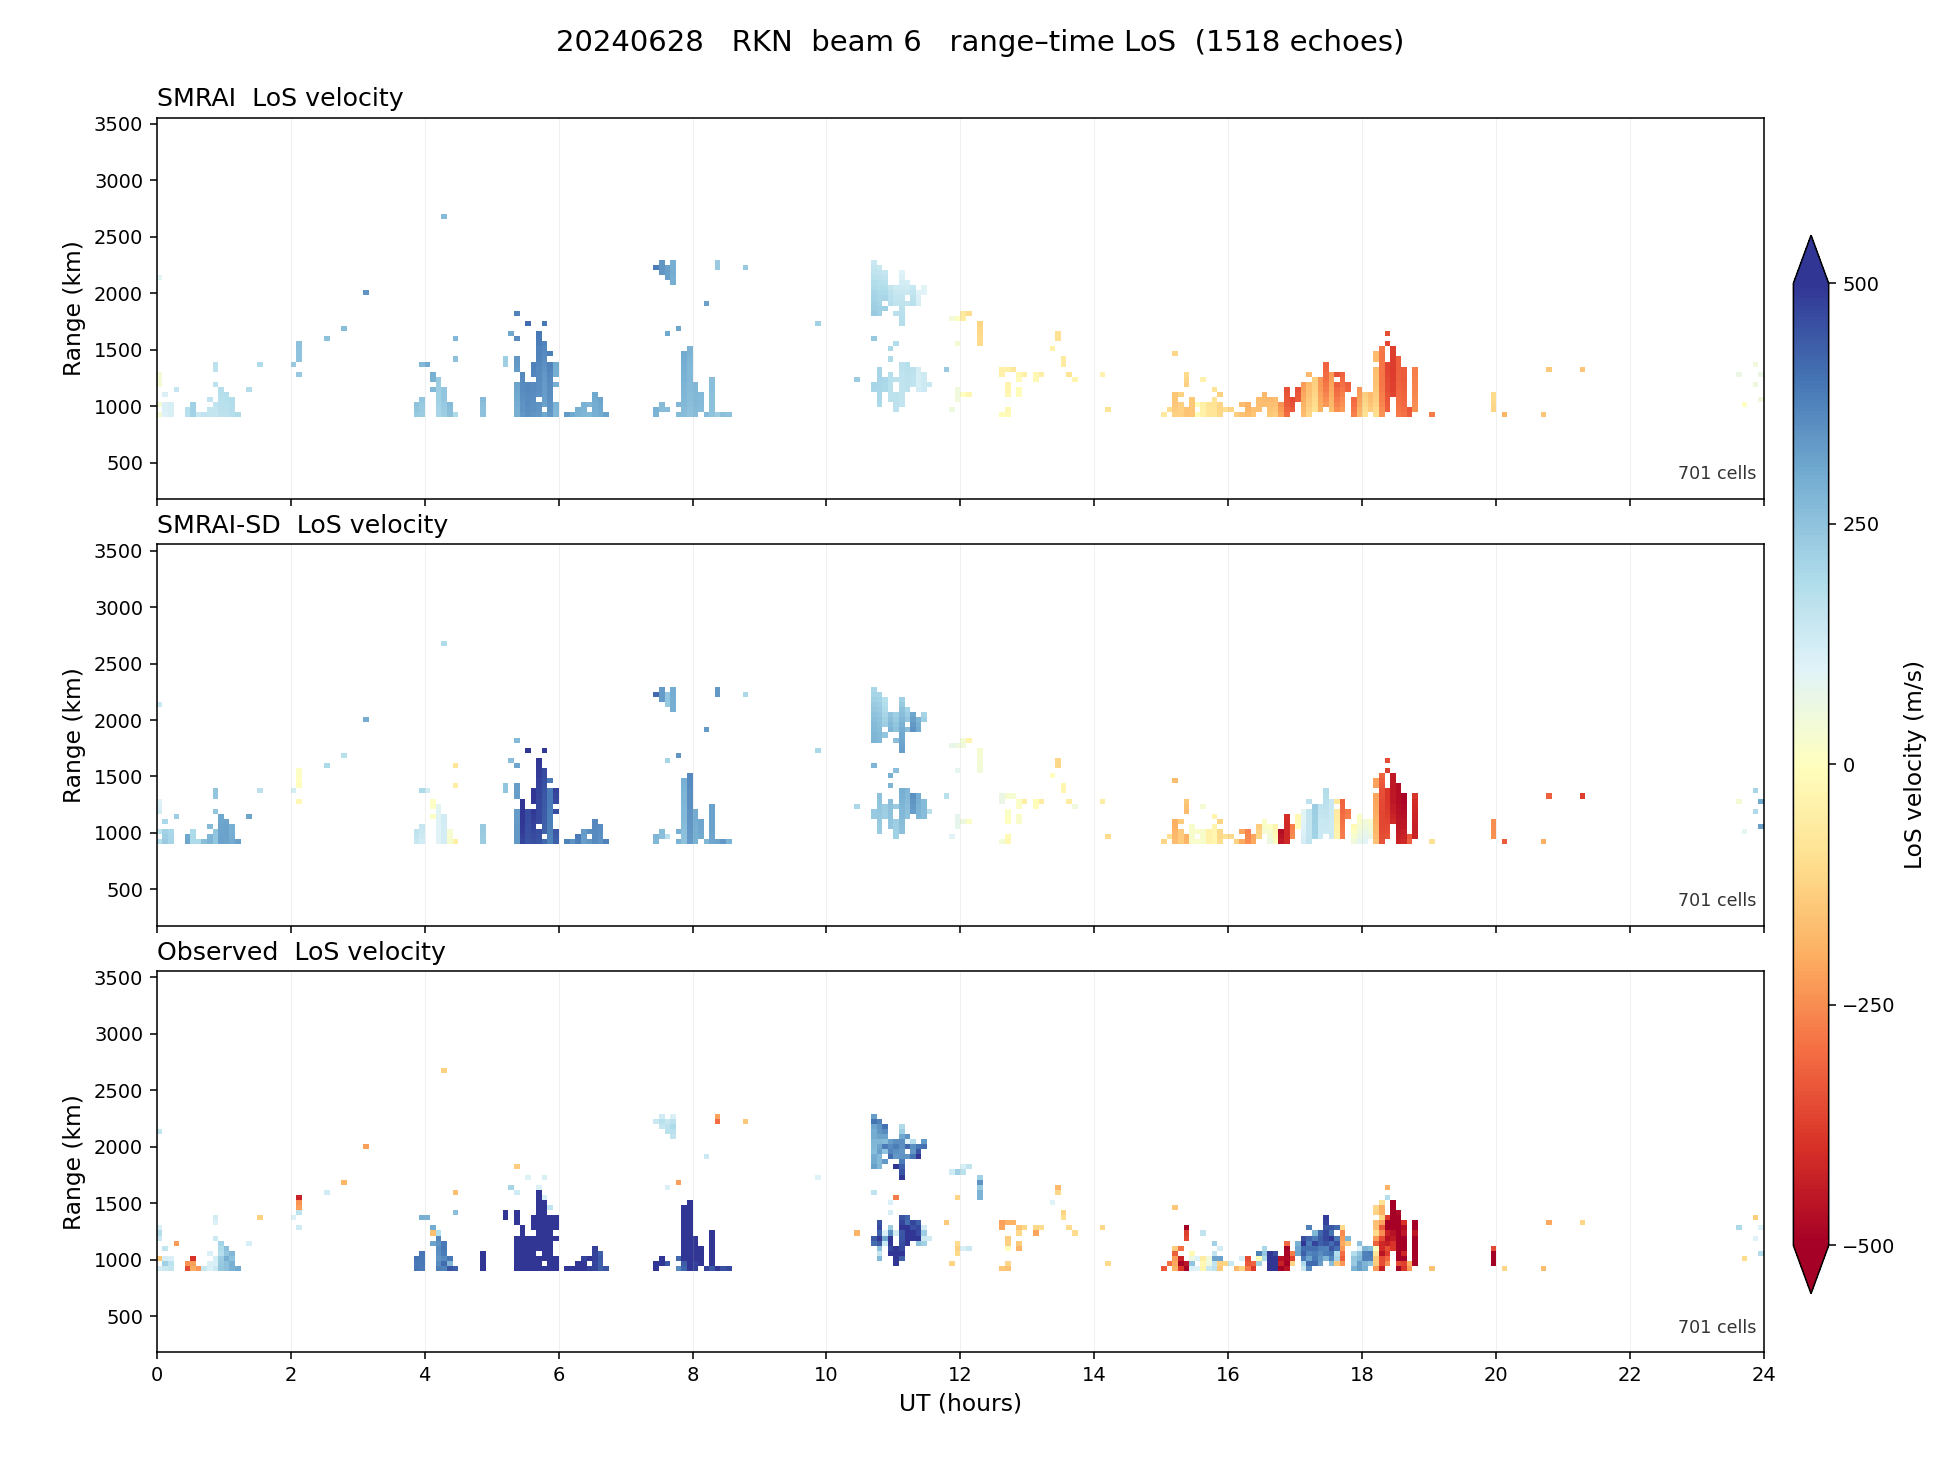 20240628   RKN  beam 6   range–time LoS  (1518 echoes)
SMRAI  LoS velocity
3500
3000
2500
2000
1500
1000
500
Range (km)
701 cells
SMRAI-SD  LoS velocity
3500
3000
2500
2000
1500
1000
500
Range (km)
701 cells
Observed  LoS velocity
3500
3000
2500
2000
1500
1000
500
Range (km)
701 cells
0 2 4 6 8 10 12 14 16 18 20 22 24
UT (hours)
500
250
0
−250
−500
LoS velocity (m/s)